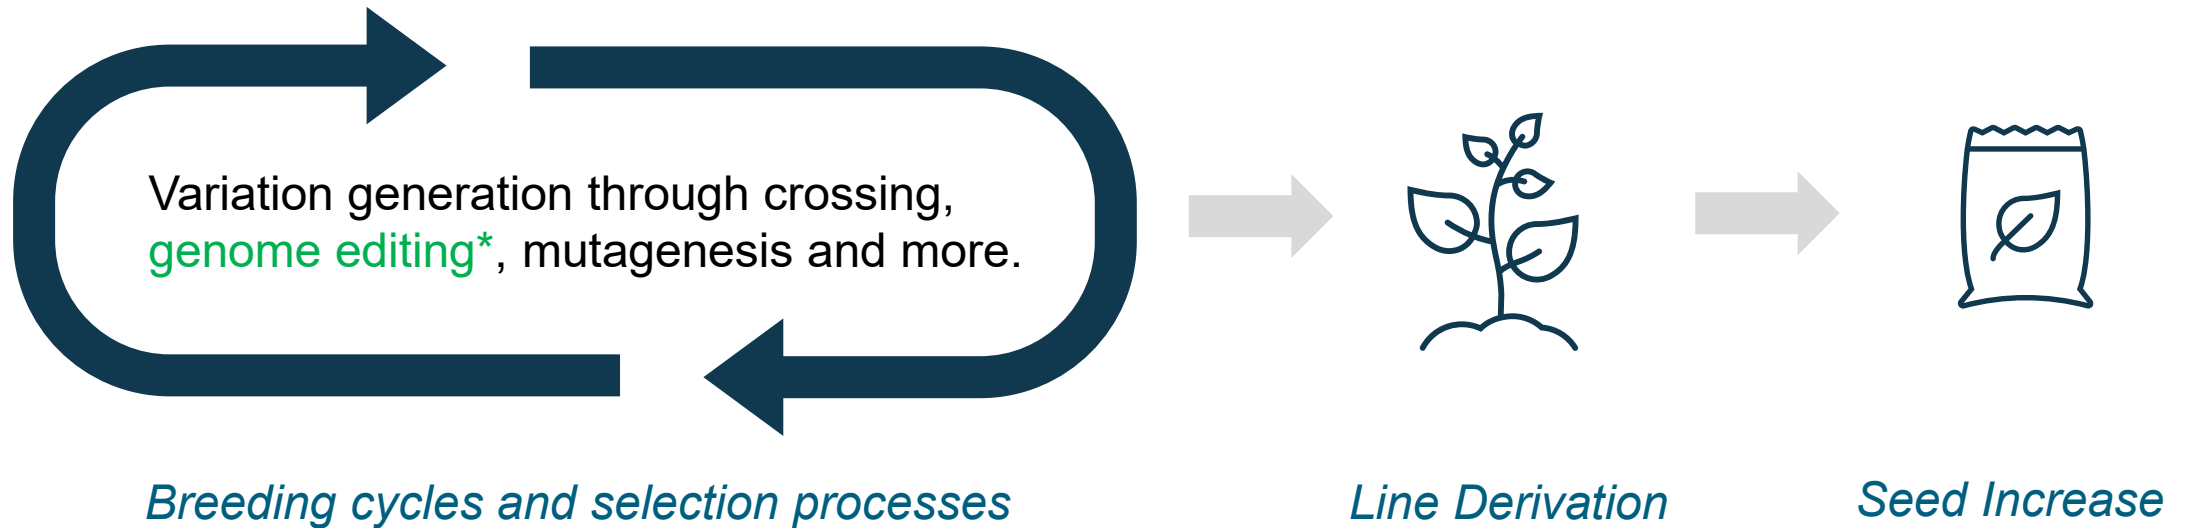 Variation generation through crossing,
genome editing*, mutagenesis and more.
Breeding cycles and selection processes
Line Derivation
Seed Increase